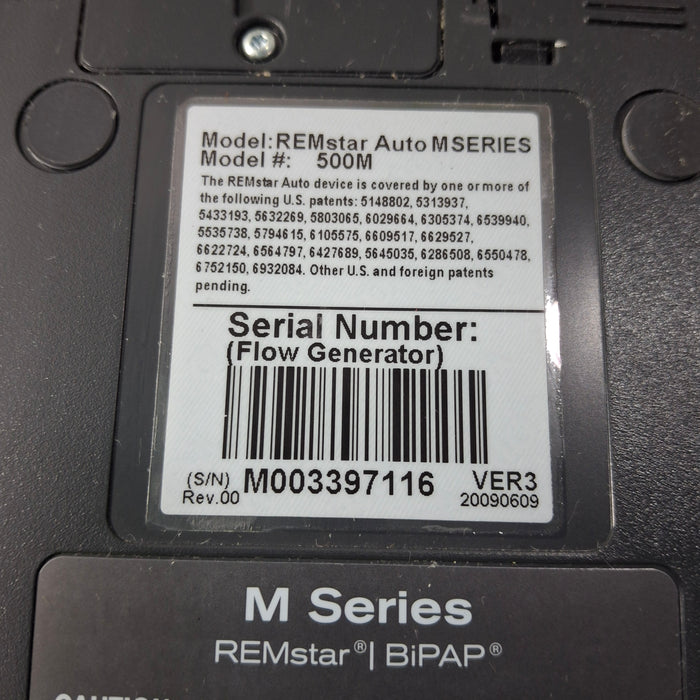 Model:REMstar Auto MSERIES
Model #: 500M
The REMstar Auto device is covered by one or more of
the following U.S. patents: 5148802, 5313937,
5433193, 5632269, 5803065, 6029664, 6305374, 6539940,
5535738, 5794615, 6105575, 6609517, 6629527,
6622724, 6564797, 6427689, 5645035, 6286508, 6550478,
6752150, 6932084. Other U.S. and foreign patents
pending.
Serial Number:
(Flow Generator)
(S/N) M003397116 VER3
Rev.00 20090609
M Series
REMstar®| BiPAP®
CAUTION